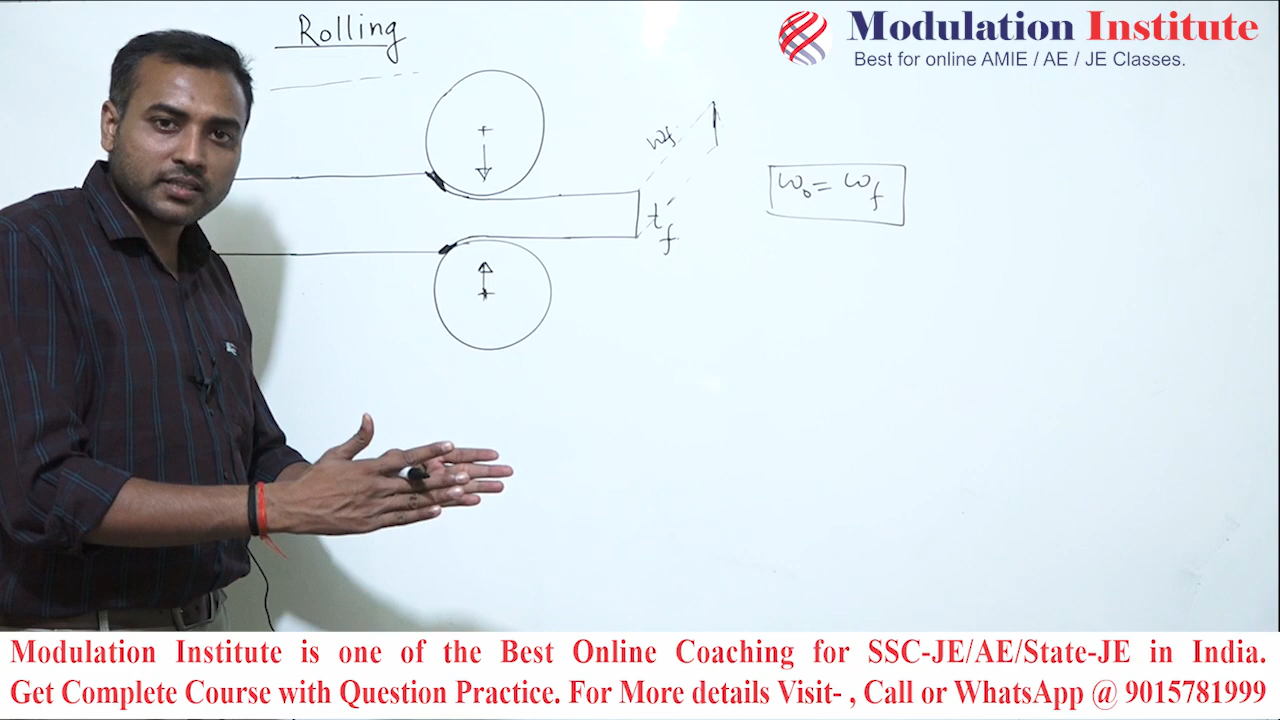 Rolling
Modulation Institute
Best for online AMIE / AE / JE Classes.
wf
w₀ = wf
tf
Modulation Institute is one of the Best Online Coaching for SSC-JE/AE/State-JE in India.
Get Complete Course with Question Practice. For More details Visit- , Call or WhatsApp @ 9015781999